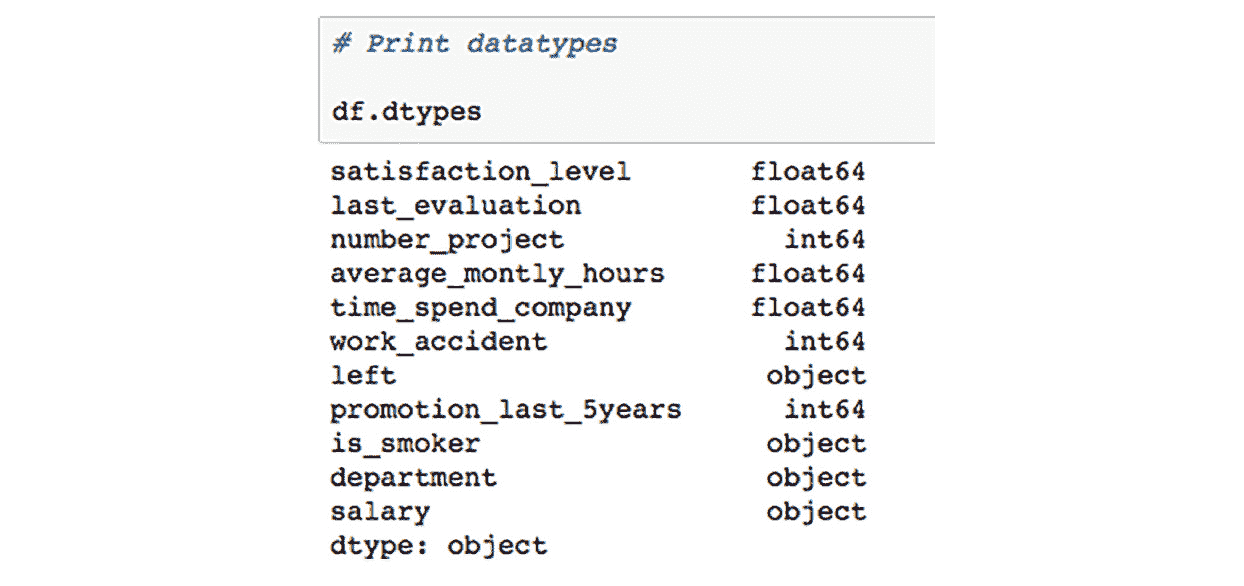 # Print datatypes
df.dtypes
satisfaction_level float64
last_evaluation float64
number_project int64
average_montly_hours float64
time_spend_company float64
work_accident int64
left object
promotion_last_5years int64
is_smoker object
department object
salary object
dtype: object